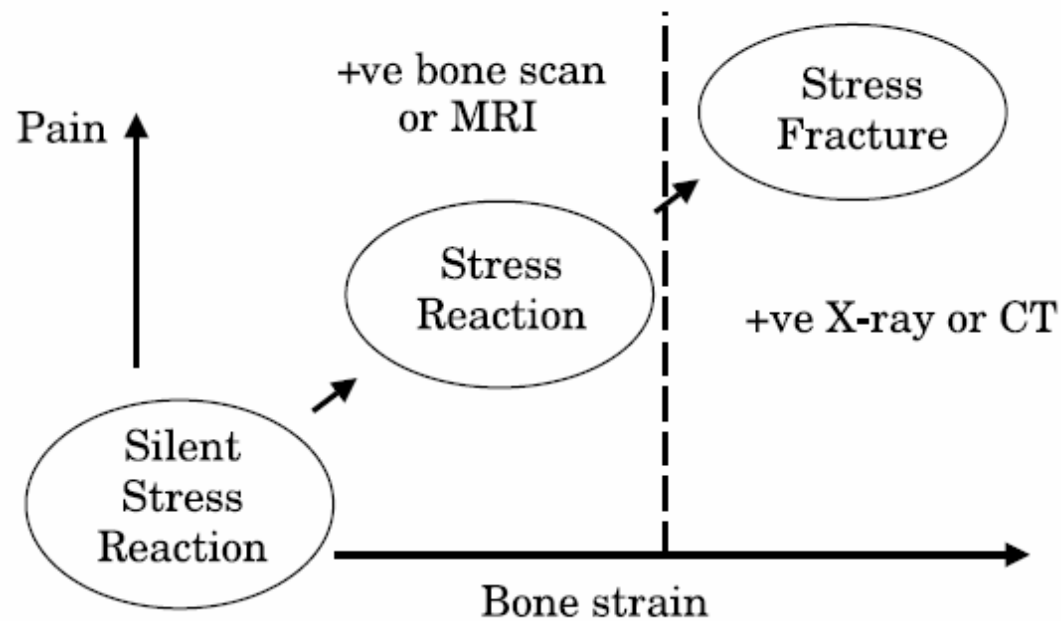 +ve bone scan
or MRI
Stress
Fracture
Pain
Stress
Reaction
+ve X-ray or CT
Silent
Stress
Reaction
Bone strain